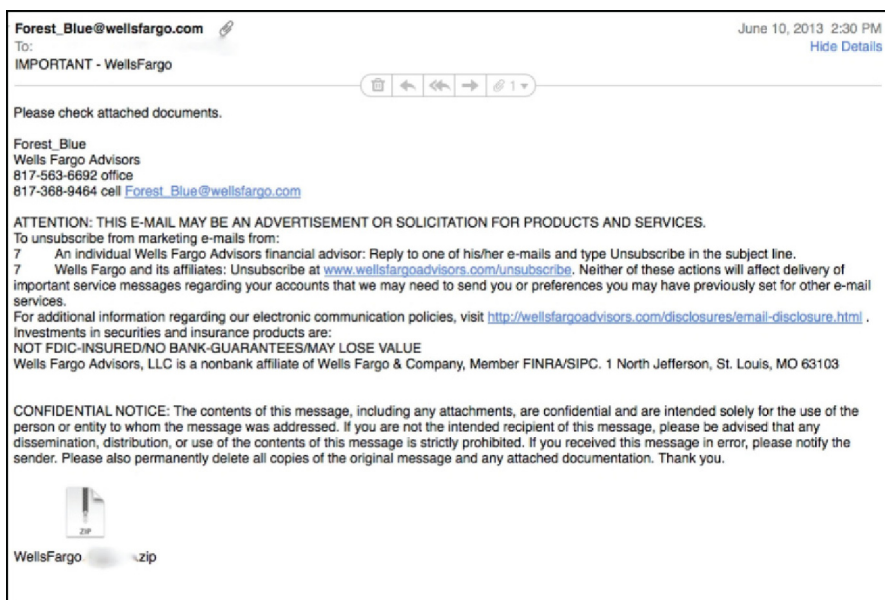 Forest_Blue@wellsfargo.com
June 10, 2013 2:30 PM
To:
Hide Details
IMPORTANT - WellsFargo
1
Please check attached documents.
Forest_Blue
Wells Fargo Advisors
817-563-6692 office
817-368-9464 cell Forest_Blue@wellsfargo.com
ATTENTION: THIS E-MAIL MAY BE AN ADVERTISEMENT OR SOLICITATION FOR PRODUCTS AND SERVICES.
To unsubscribe from marketing e-mails from:
7 An individual Wells Fargo Advisors financial advisor: Reply to one of his/her e-mails and type Unsubscribe in the subject line.
7 Wells Fargo and its affiliates: Unsubscribe at www.wellsfargoadvisors.com/unsubscribe. Neither of these actions will affect delivery of
important service messages regarding your accounts that we may need to send you or preferences you may have previously set for other e-mail
services.
For additional information regarding our electronic communication policies, visit http://wellsfargoadvisors.com/disclosures/email-disclosure.html .
Investments in securities and insurance products are:
NOT FDIC-INSURED/NO BANK-GUARANTEES/MAY LOSE VALUE
Wells Fargo Advisors, LLC is a nonbank affiliate of Wells Fargo & Company, Member FINRA/SIPC. 1 North Jefferson, St. Louis, MO 63103
CONFIDENTIAL NOTICE: The contents of this message, including any attachments, are confidential and are intended solely for the use of the
person or entity to whom the message was addressed. If you are not the intended recipient of this message, please be advised that any
dissemination, distribution, or use of the contents of this message is strictly prohibited. If you received this message in error, please notify the
sender. Please also permanently delete all copies of the original message and any attached documentation. Thank you.
ZIP
WellsFargo .zip